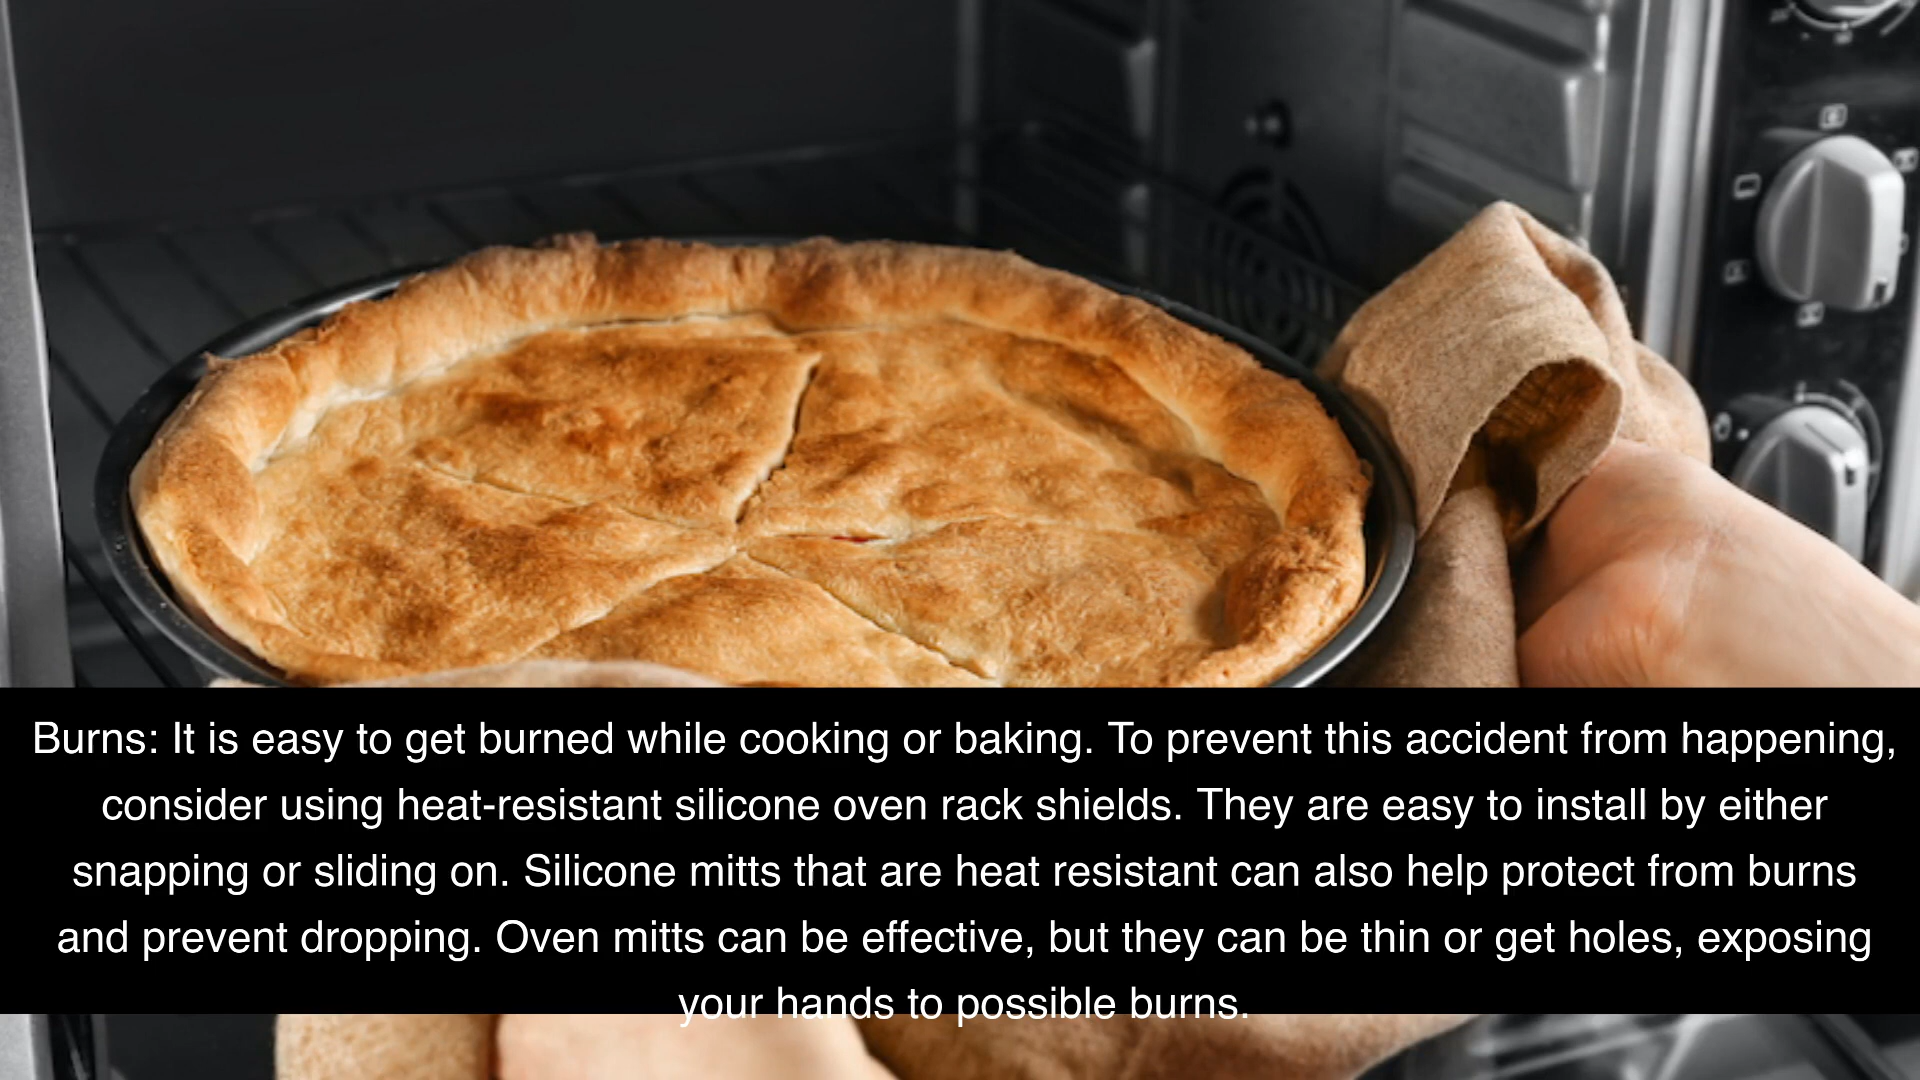 Burns: It is easy to get burned while cooking or baking. To prevent this accident from happening,
consider using heat-resistant silicone oven rack shields. They are easy to install by either
snapping or sliding on. Silicone mitts that are heat resistant can also help protect from burns
and prevent dropping. Oven mitts can be effective, but they can be thin or get holes, exposing
your hands to possible burns.